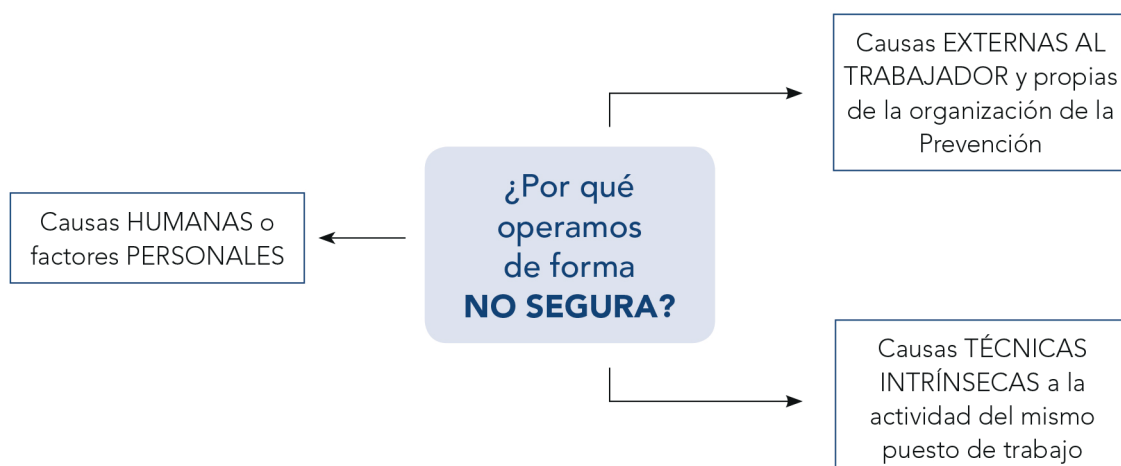 Causas EXTERNAS AL
TRABAJADOR y propias
de la organización de la
Prevención
¿Por qué
operamos
de forma
NO SEGURA?
Causas HUMANAS o
factores PERSONALES
Causas TÉCNICAS
INTRÍNSECAS a la
actividad del mismo
puesto de trabajo